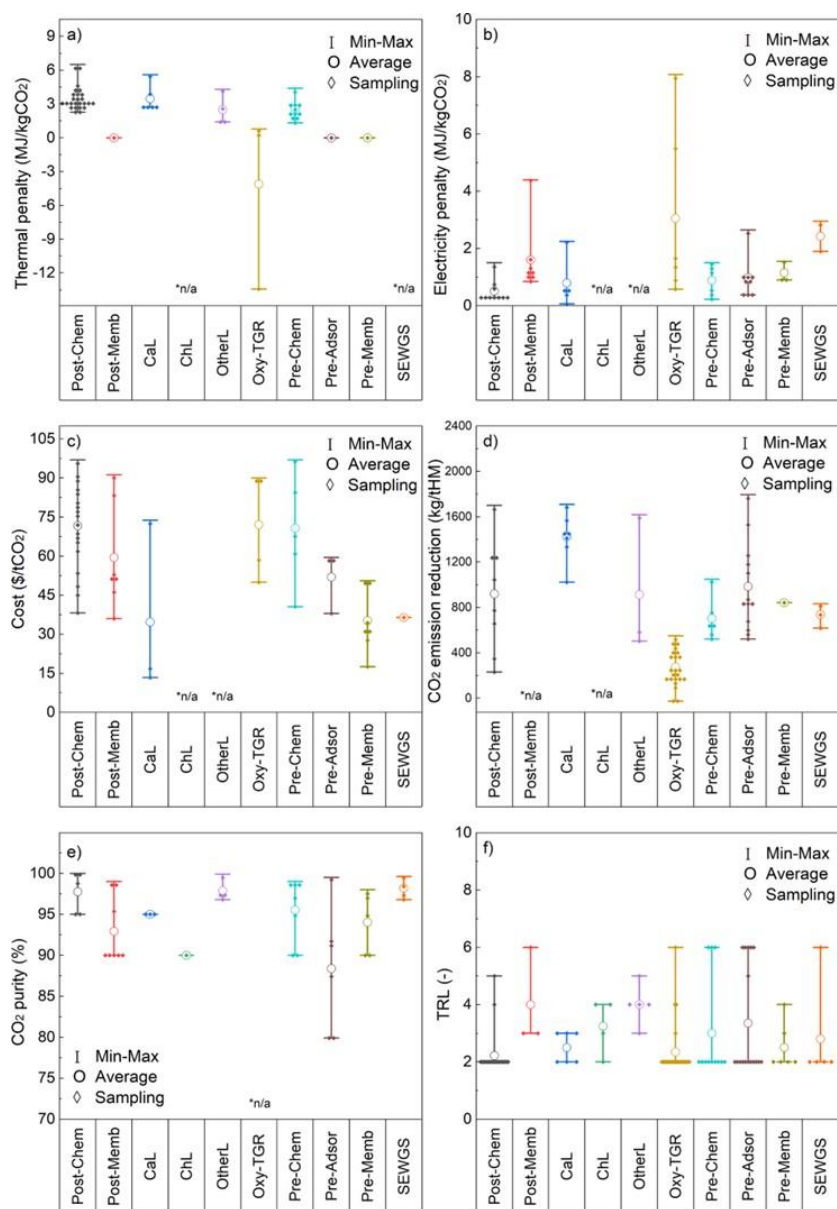 a)
I Min-Max
○ Average
◊ Sampling
Thermal penalty (MJ/kgCO₂)
9
6
3
0
-3
-6
-9
-12
*n/a
*n/a
Post-Chem
Post-Memb
CaL
ChL
OtherL
Oxy-TGR
Pre-Chem
Pre-Adsor
Pre-Memb
SEWGS
b)
I Min-Max
○ Average
◊ Sampling
Electricity penalty (MJ/kgCO₂)
10
8
6
4
2
0
*n/a
*n/a
Post-Chem
Post-Memb
CaL
ChL
OtherL
Oxy-TGR
Pre-Chem
Pre-Adsor
Pre-Memb
SEWGS
c)
I Min-Max
○ Average
◊ Sampling
Cost ($/tCO₂)
105
90
75
60
45
30
15
0
*n/a
*n/a
Post-Chem
Post-Memb
CaL
ChL
OtherL
Oxy-TGR
Pre-Chem
Pre-Adsor
Pre-Memb
SEWGS
d)
I Min-Max
○ Average
◊ Sampling
CO₂ emission reduction (kg/tHM)
2400
2000
1600
1200
800
400
0
*n/a
*n/a
Post-Chem
Post-Memb
CaL
ChL
OtherL
Oxy-TGR
Pre-Chem
Pre-Adsor
Pre-Memb
SEWGS
e)
CO₂ purity (%)
100
95
90
85
80
75
70
I Min-Max
○ Average
◊ Sampling
*n/a
Post-Chem
Post-Memb
CaL
ChL
OtherL
Oxy-TGR
Pre-Chem
Pre-Adsor
Pre-Memb
SEWGS
f)
I Min-Max
○ Average
◊ Sampling
TRL (-)
10
8
6
4
2
0
Post-Chem
Post-Memb
CaL
ChL
OtherL
Oxy-TGR
Pre-Chem
Pre-Adsor
Pre-Memb
SEWGS